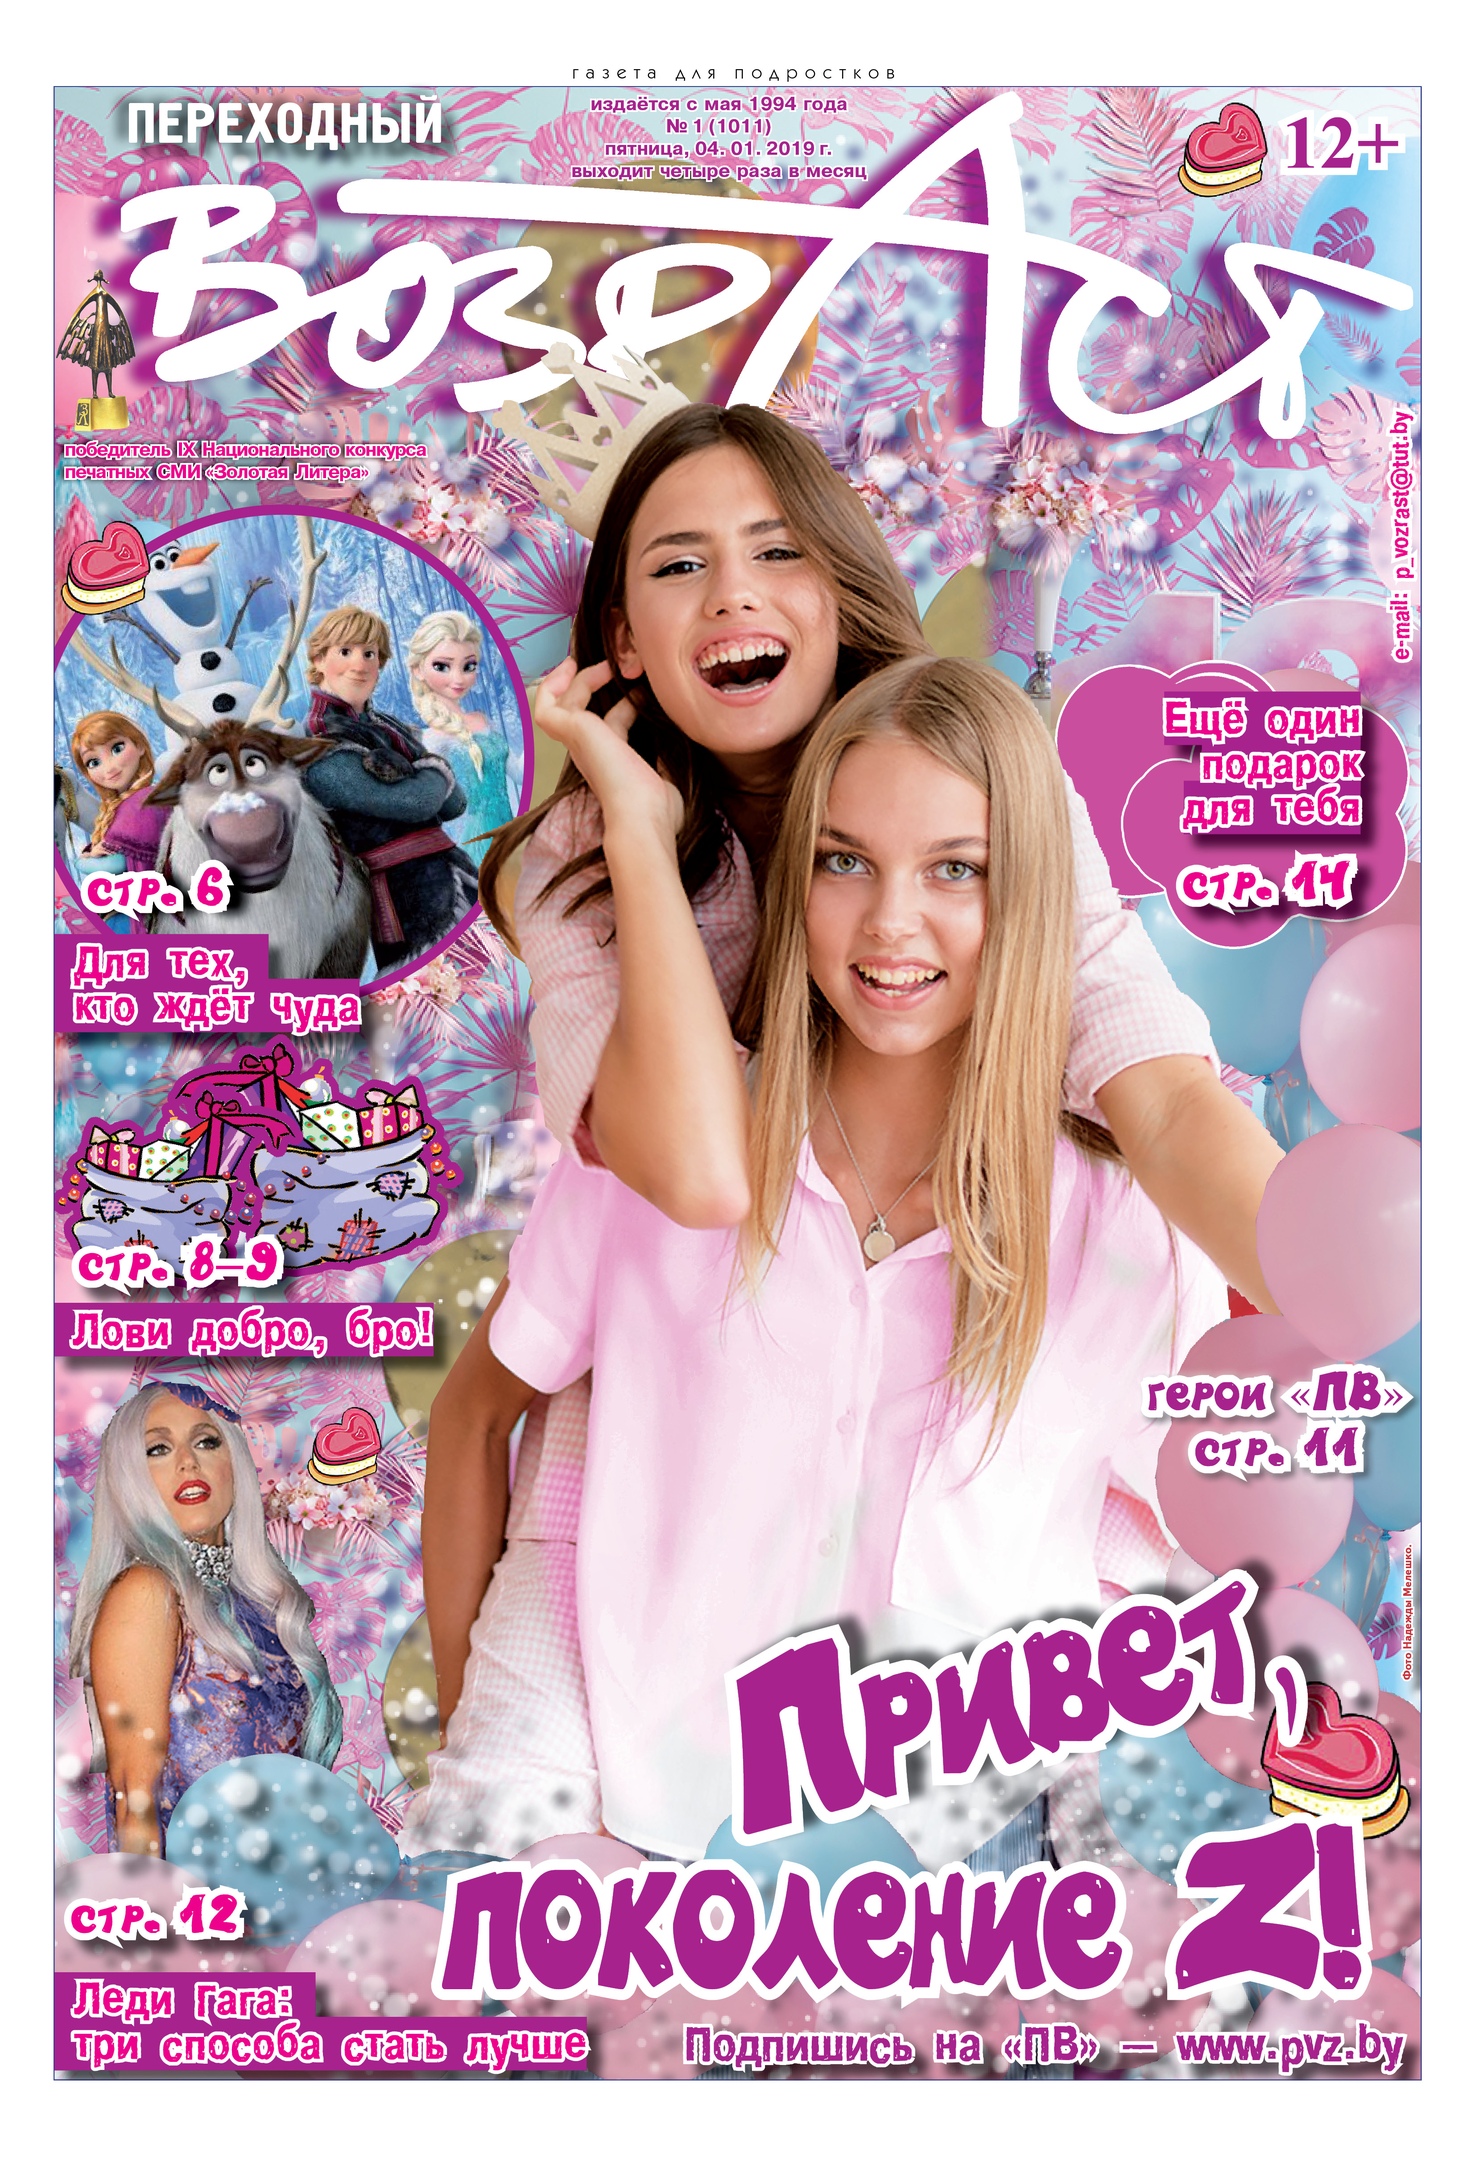 газета для подростков
ПЕРЕХОДНЫЙ
издаётся с мая 1994 года
№ 1 (1011)
пятница, 04. 01. 2019 г.
выходит четыре раза в месяц
12+
ВозрАст
победитель IX Национального конкурса
печатных СМИ «Золотая Литера»
e-mail: p_vozrast@tut.by
Ещё один
подарок
для тебя
стр. 14
стр. 6
Для тех,
кто ждёт чуда
стр. 8–9
Лови добро, бро!
герои «ПВ»
стр. 11
Фото Надежды Мелешко.
Привет,
поколение Z!
стр. 12
Леди Гага:
три способа стать лучше
Подпишись на «ПВ» — www.pvz.by